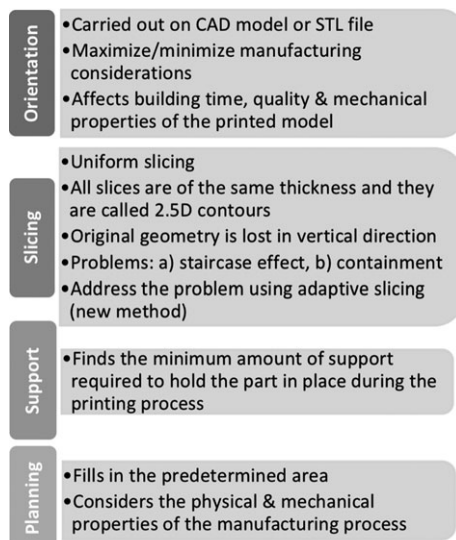 Orientation
•Carried out on CAD model or STL file
•Maximize/minimize manufacturing
considerations
•Affects building time, quality & mechanical
properties of the printed model
Slicing
•Uniform slicing
•All slices are of the same thickness and they
are called 2.5D contours
•Original geometry is lost in vertical direction
•Problems: a) staircase effect, b) containment
•Address the problem using adaptive slicing
(new method)
Support
•Finds the minimum amount of support
required to hold the part in place during the
printing process
Planning
•Fills in the predetermined area
•Considers the physical & mechanical
properties of the manufacturing process